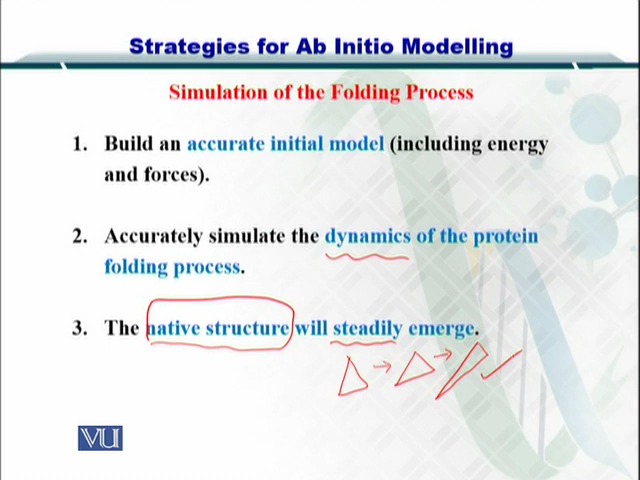 Strategies for Ab Initio Modelling
Simulation of the Folding Process
1. Build an accurate initial model (including energy
and forces).
2. Accurately simulate the dynamics of the protein
folding process.
3. The native structure will steadily emerge.
VU